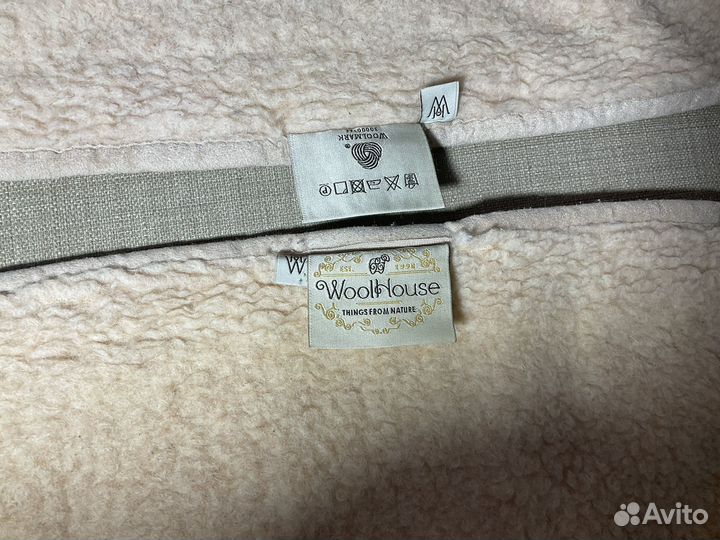 W
WOOLMARK
P
W
EST. 1998
WoolHouse
THINGS FROM NATURE
Avito